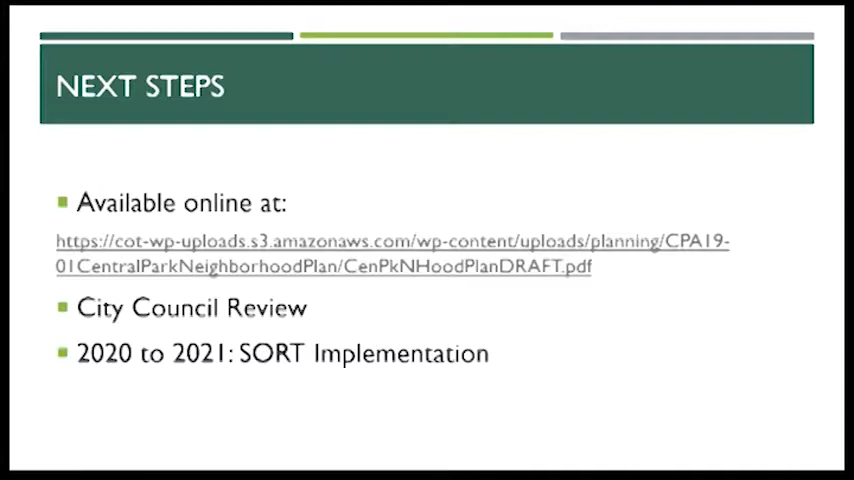 NEXT STEPS
Available online at:
https://cot-wp-uploads.s3.amazonaws.com/wp-content/uploads/planning/CPA19-
01CentralParkNeighborhoodPlan/CenPkNHoodPlanDRAFT.pdf
City Council Review
2020 to 2021: SORT Implementation